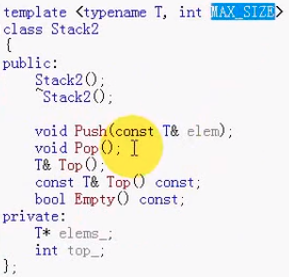 template <typename T, int MAX_SIZE>
class Stack2
{
public:
    Stack2();
    ~Stack2();

    void Push(const T& elem);
    void Pop();
    T& Top();
    const T& Top() const;
    bool Empty() const;
private:
    T* elems_;
    int top_;
};